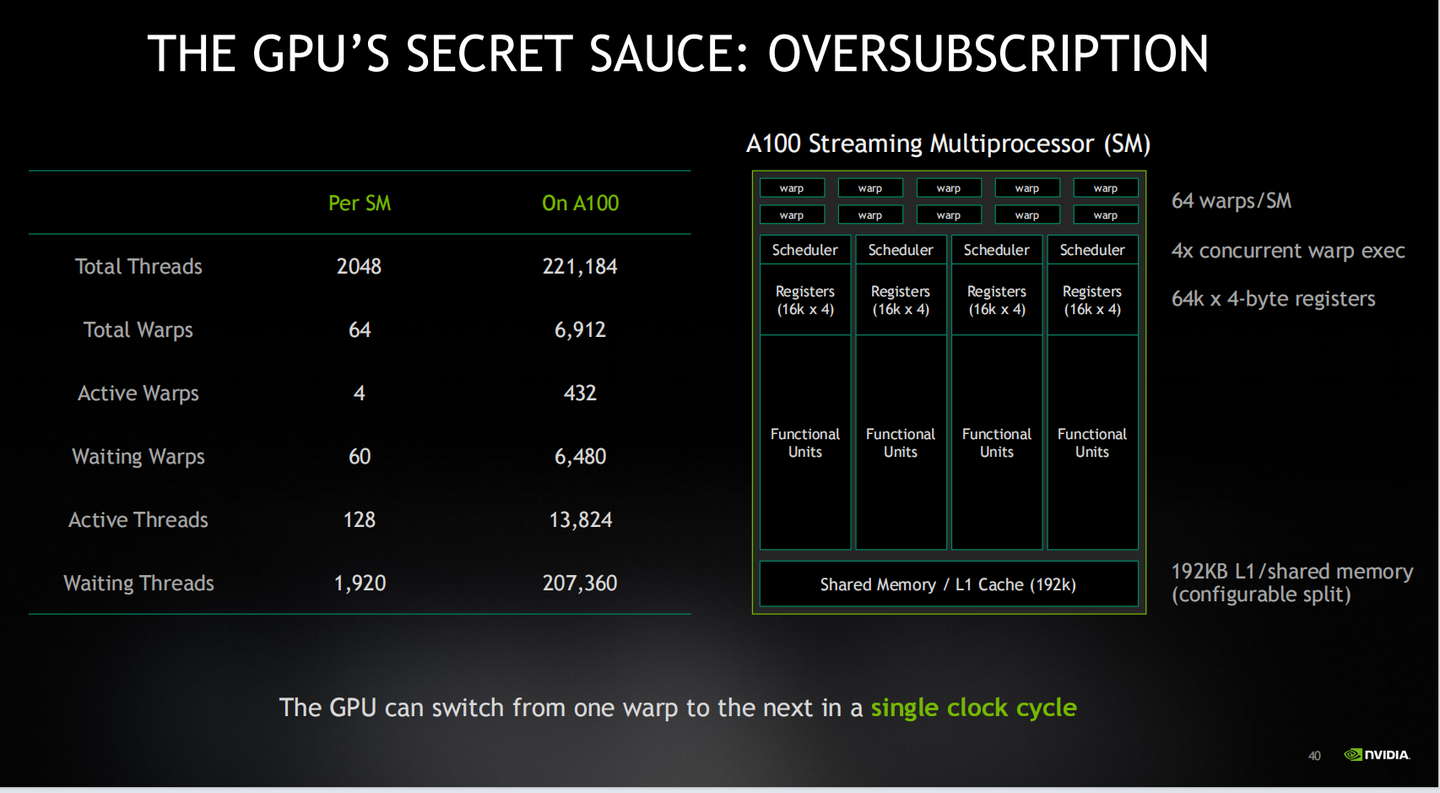 THE GPU'S SECRET SAUCE: OVERSUBSCRIPTION
Per SM On A100
Total Threads 2048 221,184
Total Warps 64 6,912
Active Warps 4 432
Waiting Warps 60 6,480
Active Threads 128 13,824
Waiting Threads 1,920 207,360
A100 Streaming Multiprocessor (SM)
warp warp warp warp warp
warp warp warp warp warp
Scheduler Scheduler Scheduler Scheduler
Registers Registers Registers Registers
(16k x 4) (16k x 4) (16k x 4) (16k x 4)
Functional Functional Functional Functional
Units Units Units Units
Shared Memory / L1 Cache (192k)
64 warps/SM
4x concurrent warp exec
64k x 4-byte registers
192KB L1/shared memory
(configurable split)
The GPU can switch from one warp to the next in a single clock cycle
40 NVIDIA.